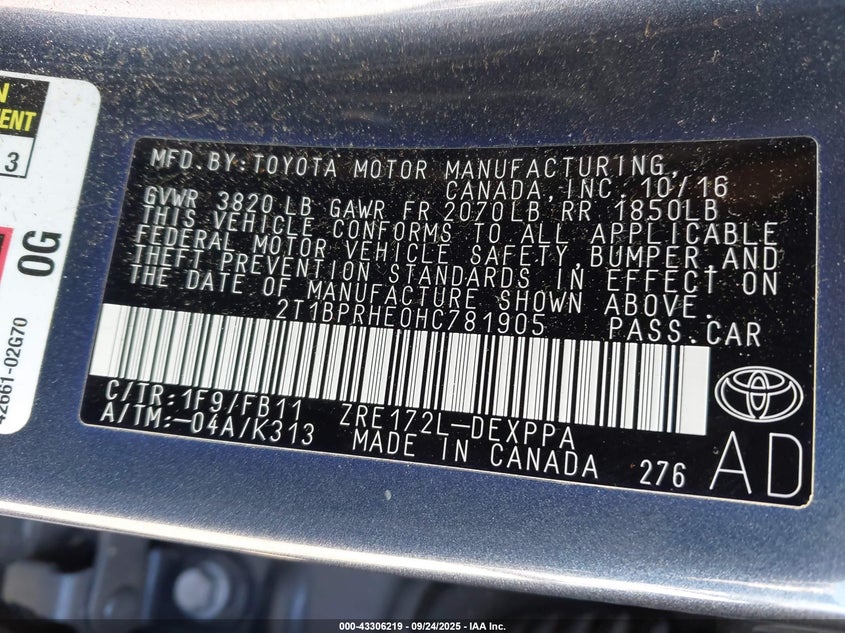 N
ENT
3
OG
42661-02G70
MFD.BY:TOYOTA MOTOR MANUFACTURING,
CANADA,INC. 10/16
GVWR 3820 LB GAWR FR 2070LB RR 1850LB
THIS VEHICLE CONFORMS TO ALL APPLICABLE
FEDERAL MOTOR VEHICLE SAFETY,BUMPER,AND
THEFT PREVENTION STANDARDS IN EFFECT ON
THE DATE OF MANUFACTURE SHOWN ABOVE.
2T1BPRHE0HC781905 PASS.CAR
C/TR:1F9/FB11 ZRE172L-DEXPPA
A/TM:-04A/K313 MADE IN CANADA 276 AD
000-43306219 - 09/24/2025 - IAA Inc.